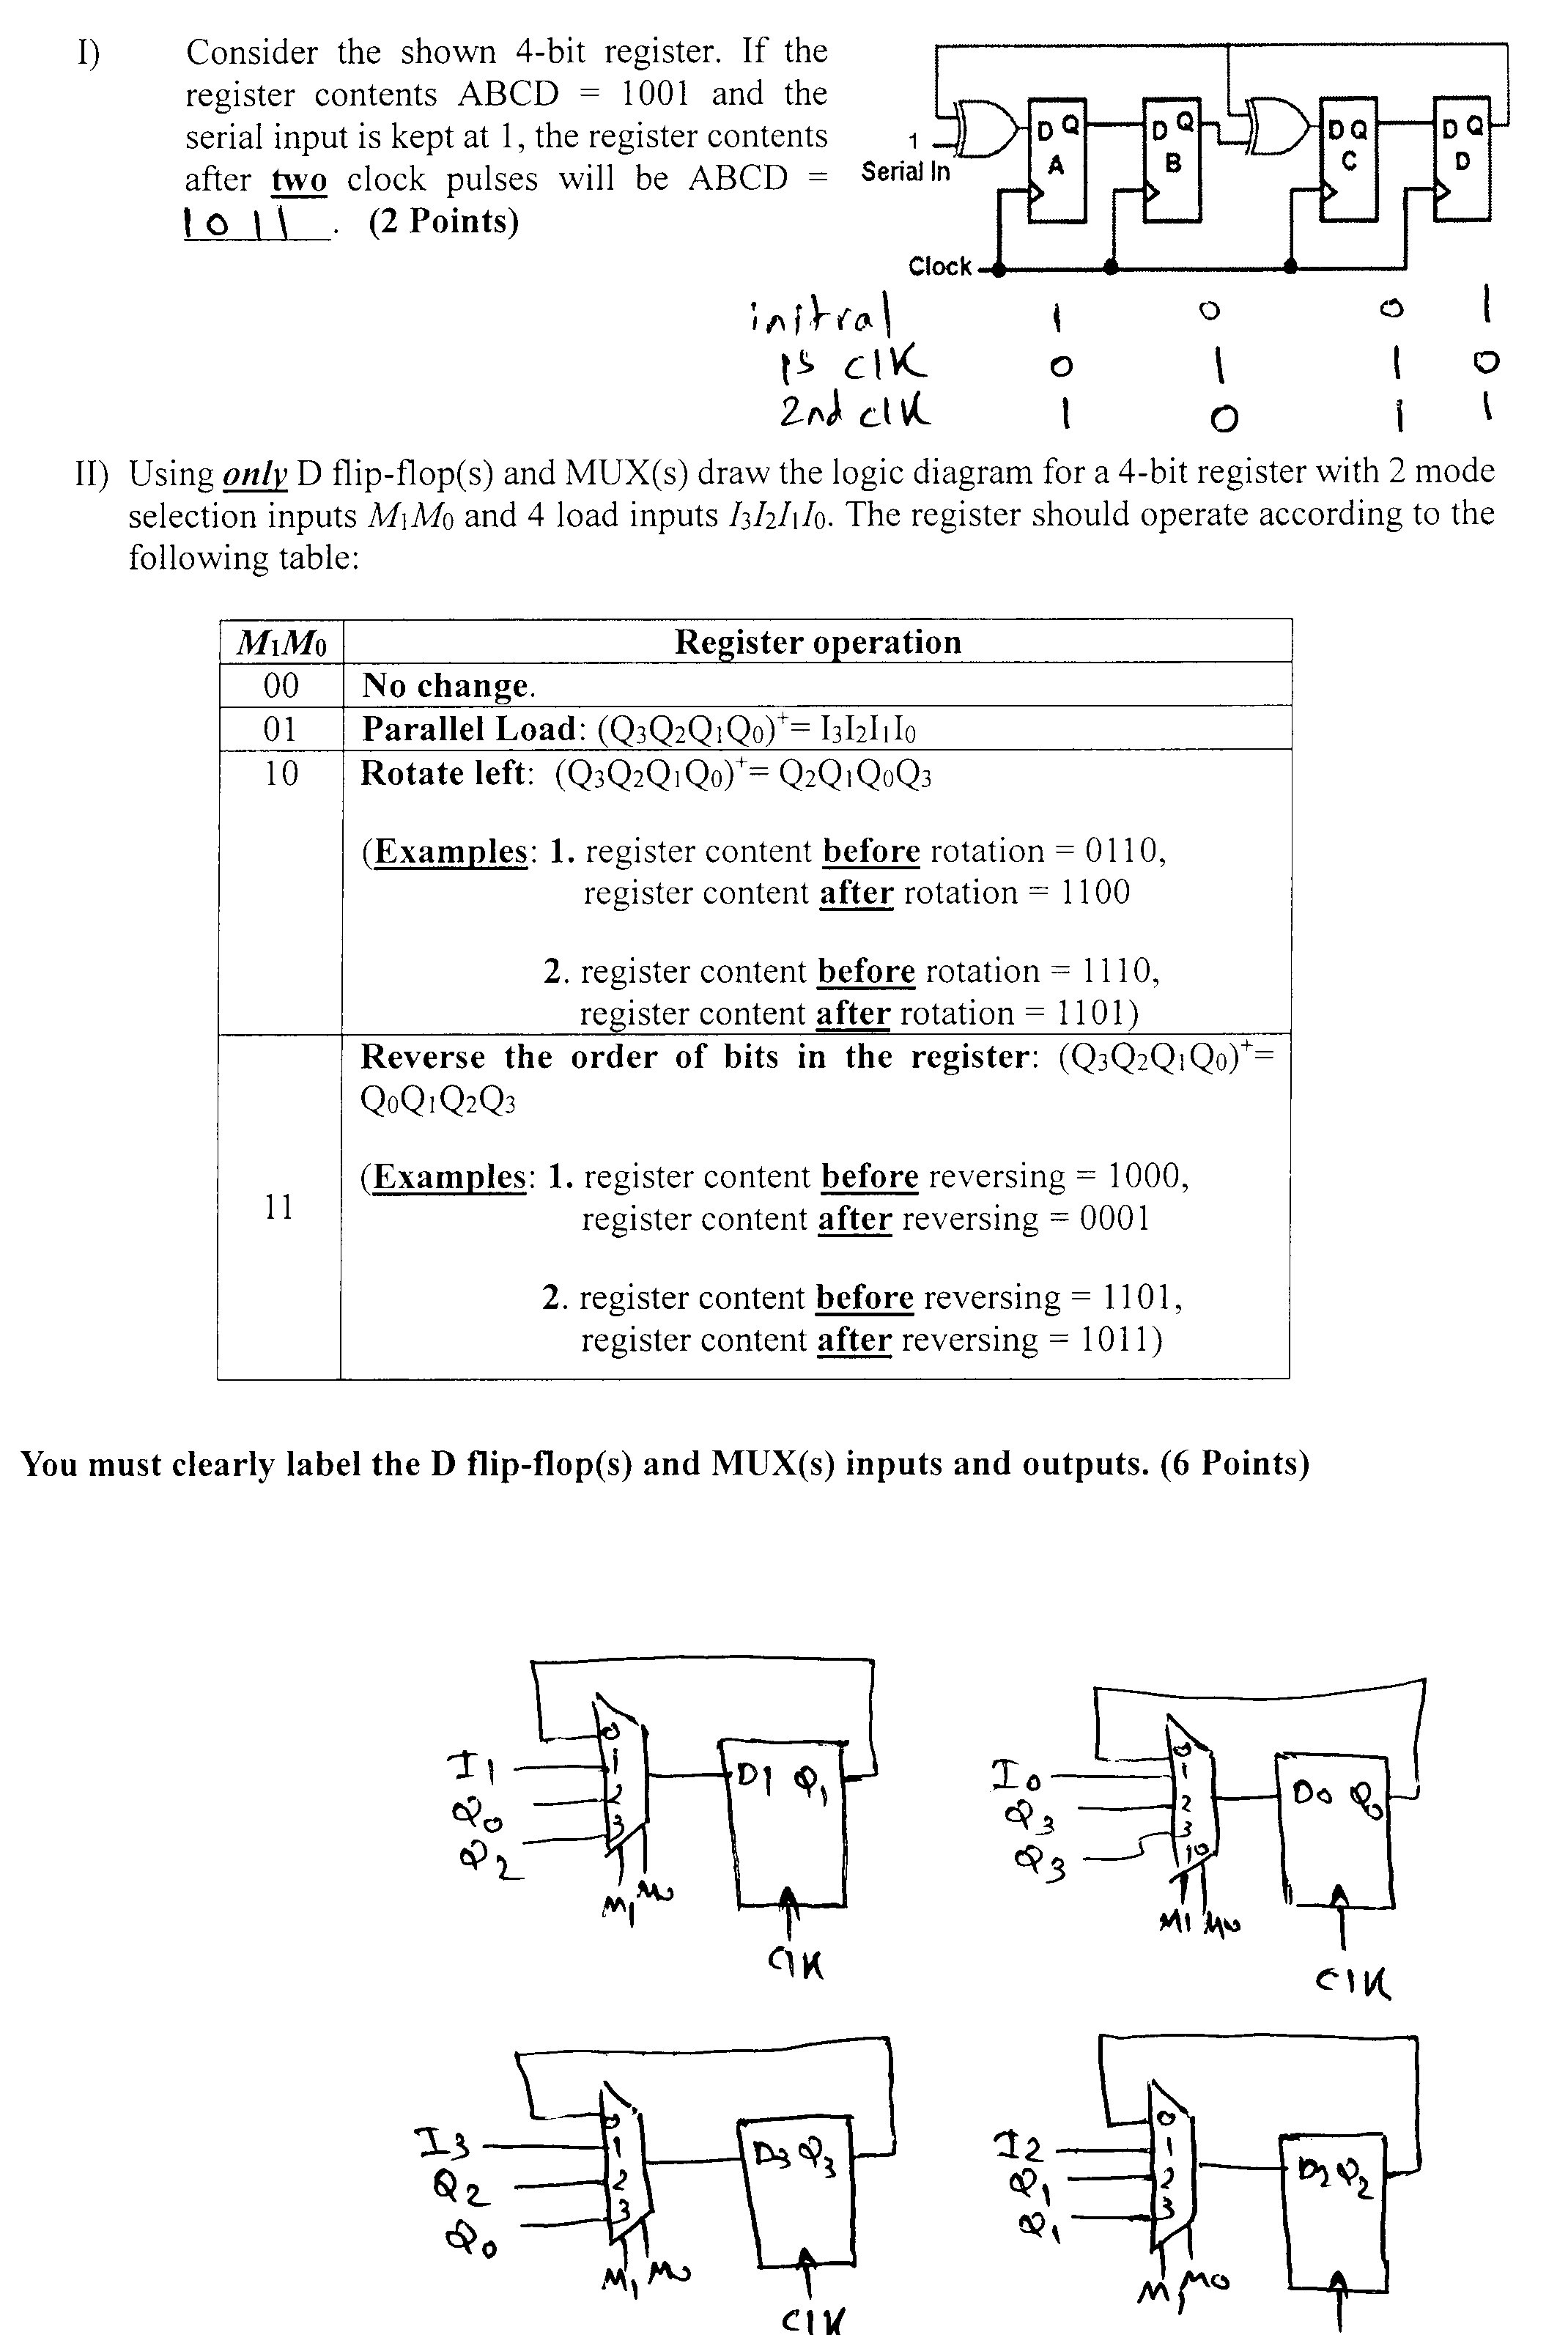 I) Consider the shown 4-bit register. If the
register contents ABCD = 1001 and the
serial input is kept at 1, the register contents
after two clock pulses will be ABCD =
1011. (2 Points)
1
Serial In
D Q
A
D Q
B
D Q
C
D Q
D
Clock
initial 1 0 0 1
1s clk 0 1 1 0
2nd clk 1 0 1 1
II) Using only D flip-flop(s) and MUX(s) draw the logic diagram for a 4-bit register with 2 mode
selection inputs M1M0 and 4 load inputs I3I2I1I0. The register should operate according to the
following table:
M1M0 Register operation
00 No change.
01 Parallel Load: (Q3Q2Q1Q0)+= I3I2I1I0
10 Rotate left: (Q3Q2Q1Q0)+= Q2Q1Q0Q3
(Examples: 1. register content before rotation = 0110,
register content after rotation = 1100
2. register content before rotation = 1110,
register content after rotation = 1101)
Reverse the order of bits in the register: (Q3Q2Q1Q0)+=
Q0Q1Q2Q3
(Examples: 1. register content before reversing = 1000,
11
register content after reversing = 0001
2. register content before reversing = 1101,
register content after reversing = 1011)
You must clearly label the D flip-flop(s) and MUX(s) inputs and outputs. (6 Points)
I1
Q0
Q2
0
1
2
3
M1 M0
D1 Q1
Clk
I0
Q3
Q3
0
1
2
3
10
M1 M0
D0 Q0
Clk
I3
Q2
Q0
0
1
2
3
M1 M0
D3 Q3
Clk
I2
Q1
Q1
0
1
2
3
M1 M0
D2 Q2